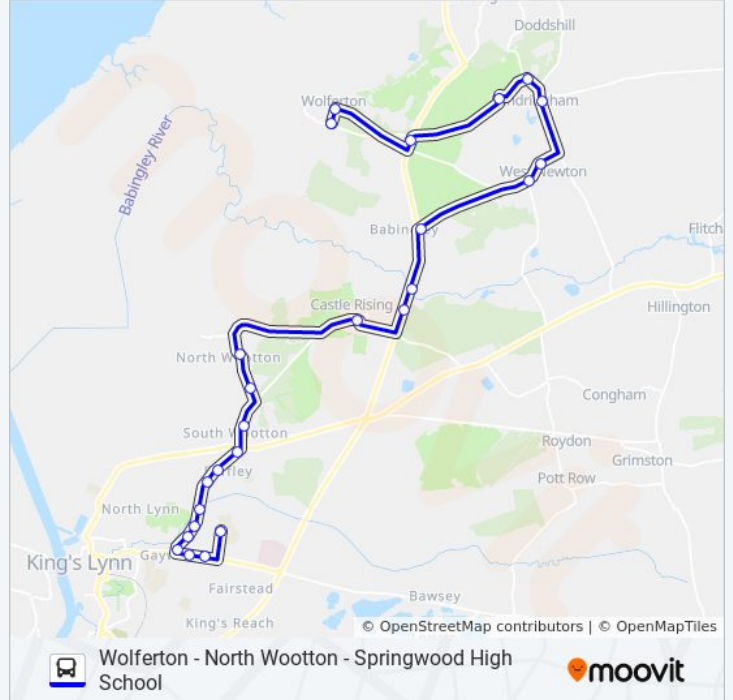 Doddshill
Wolferton
West Newton
Babingley River
Flitch
Castle Rising
Hillington
North Wootton
Congham
South Wootton
Roydon
Grimston
Pott Row
North Lynn
King's Lynn
Fairstead
Bawsey
King's Reach
© OpenStreetMap contributors | © OpenMapTiles
Wolferton - North Wootton - Springwood High
School
moovit